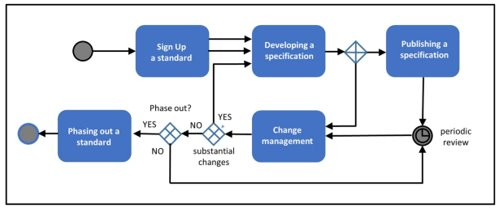 Sign Up
a standard
Developing a
specification
Publishing a
specification
Phase out?
YES
NO
YES
Phasing out a
standard
NO
substantial
changes
Change
management
periodic
review